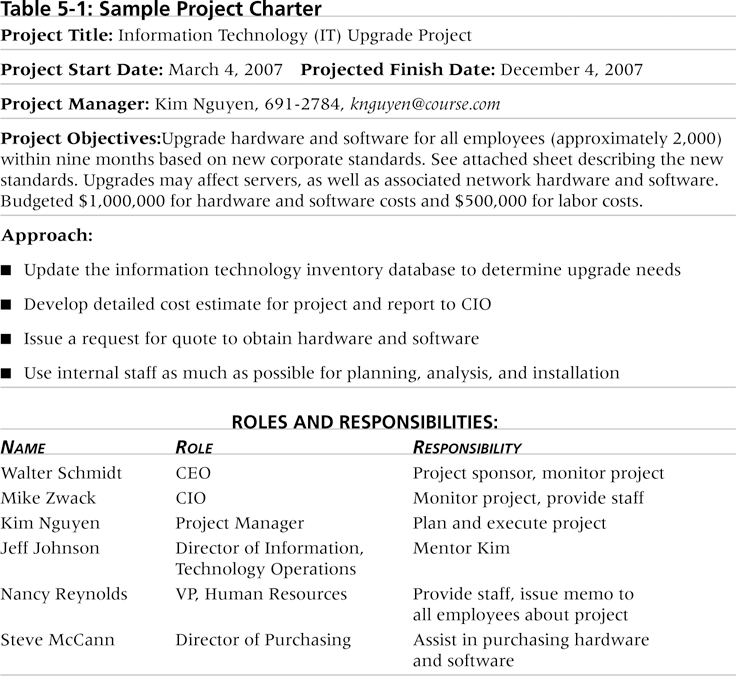 Table 5-1: Sample Project Charter
Project Title: Information Technology (IT) Upgrade Project
Project Start Date: March 4, 2007 Projected Finish Date: December 4, 2007
Project Manager: Kim Nguyen, 691-2784, knguyen@course.com
Project Objectives:Upgrade hardware and software for all employees (approximately 2,000)
within nine months based on new corporate standards. See attached sheet describing the new
standards. Upgrades may affect servers, as well as associated network hardware and software.
Budgeted $1,000,000 for hardware and software costs and $500,000 for labor costs.
Approach:
■ Update the information technology inventory database to determine upgrade needs
■ Develop detailed cost estimate for project and report to CIO
■ Issue a request for quote to obtain hardware and software
■ Use internal staff as much as possible for planning, analysis, and installation
ROLES AND RESPONSIBILITIES:
NAME ROLE RESPONSIBILITY
Walter Schmidt CEO Project sponsor, monitor project
Mike Zwack CIO Monitor project, provide staff
Kim Nguyen Project Manager Plan and execute project
Jeff Johnson Director of Information, Mentor Kim
Technology Operations
Nancy Reynolds VP, Human Resources Provide staff, issue memo to
all employees about project
Steve McCann Director of Purchasing Assist in purchasing hardware
and software